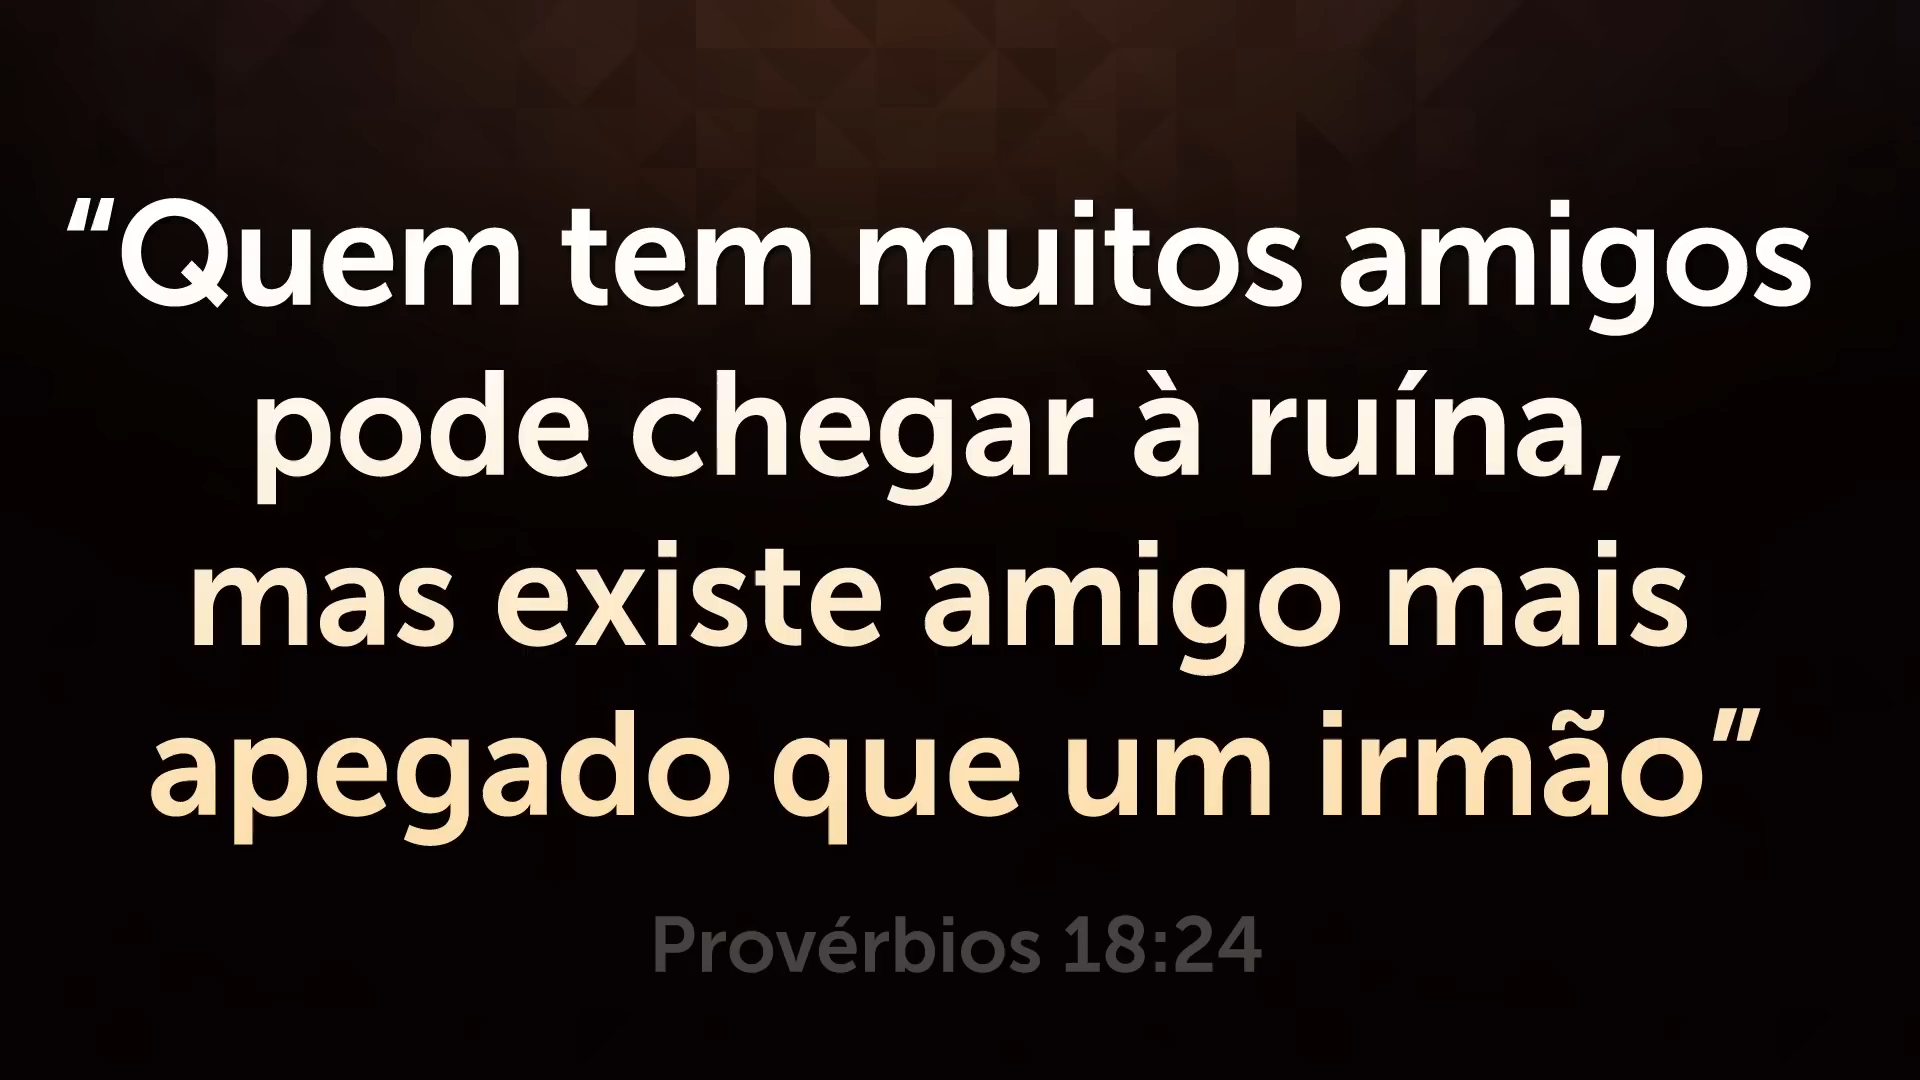 “Quem tem muitos amigos
pode chegar à ruína,
mas existe amigo mais
apegado que um irmão”
Provérbios 18:24